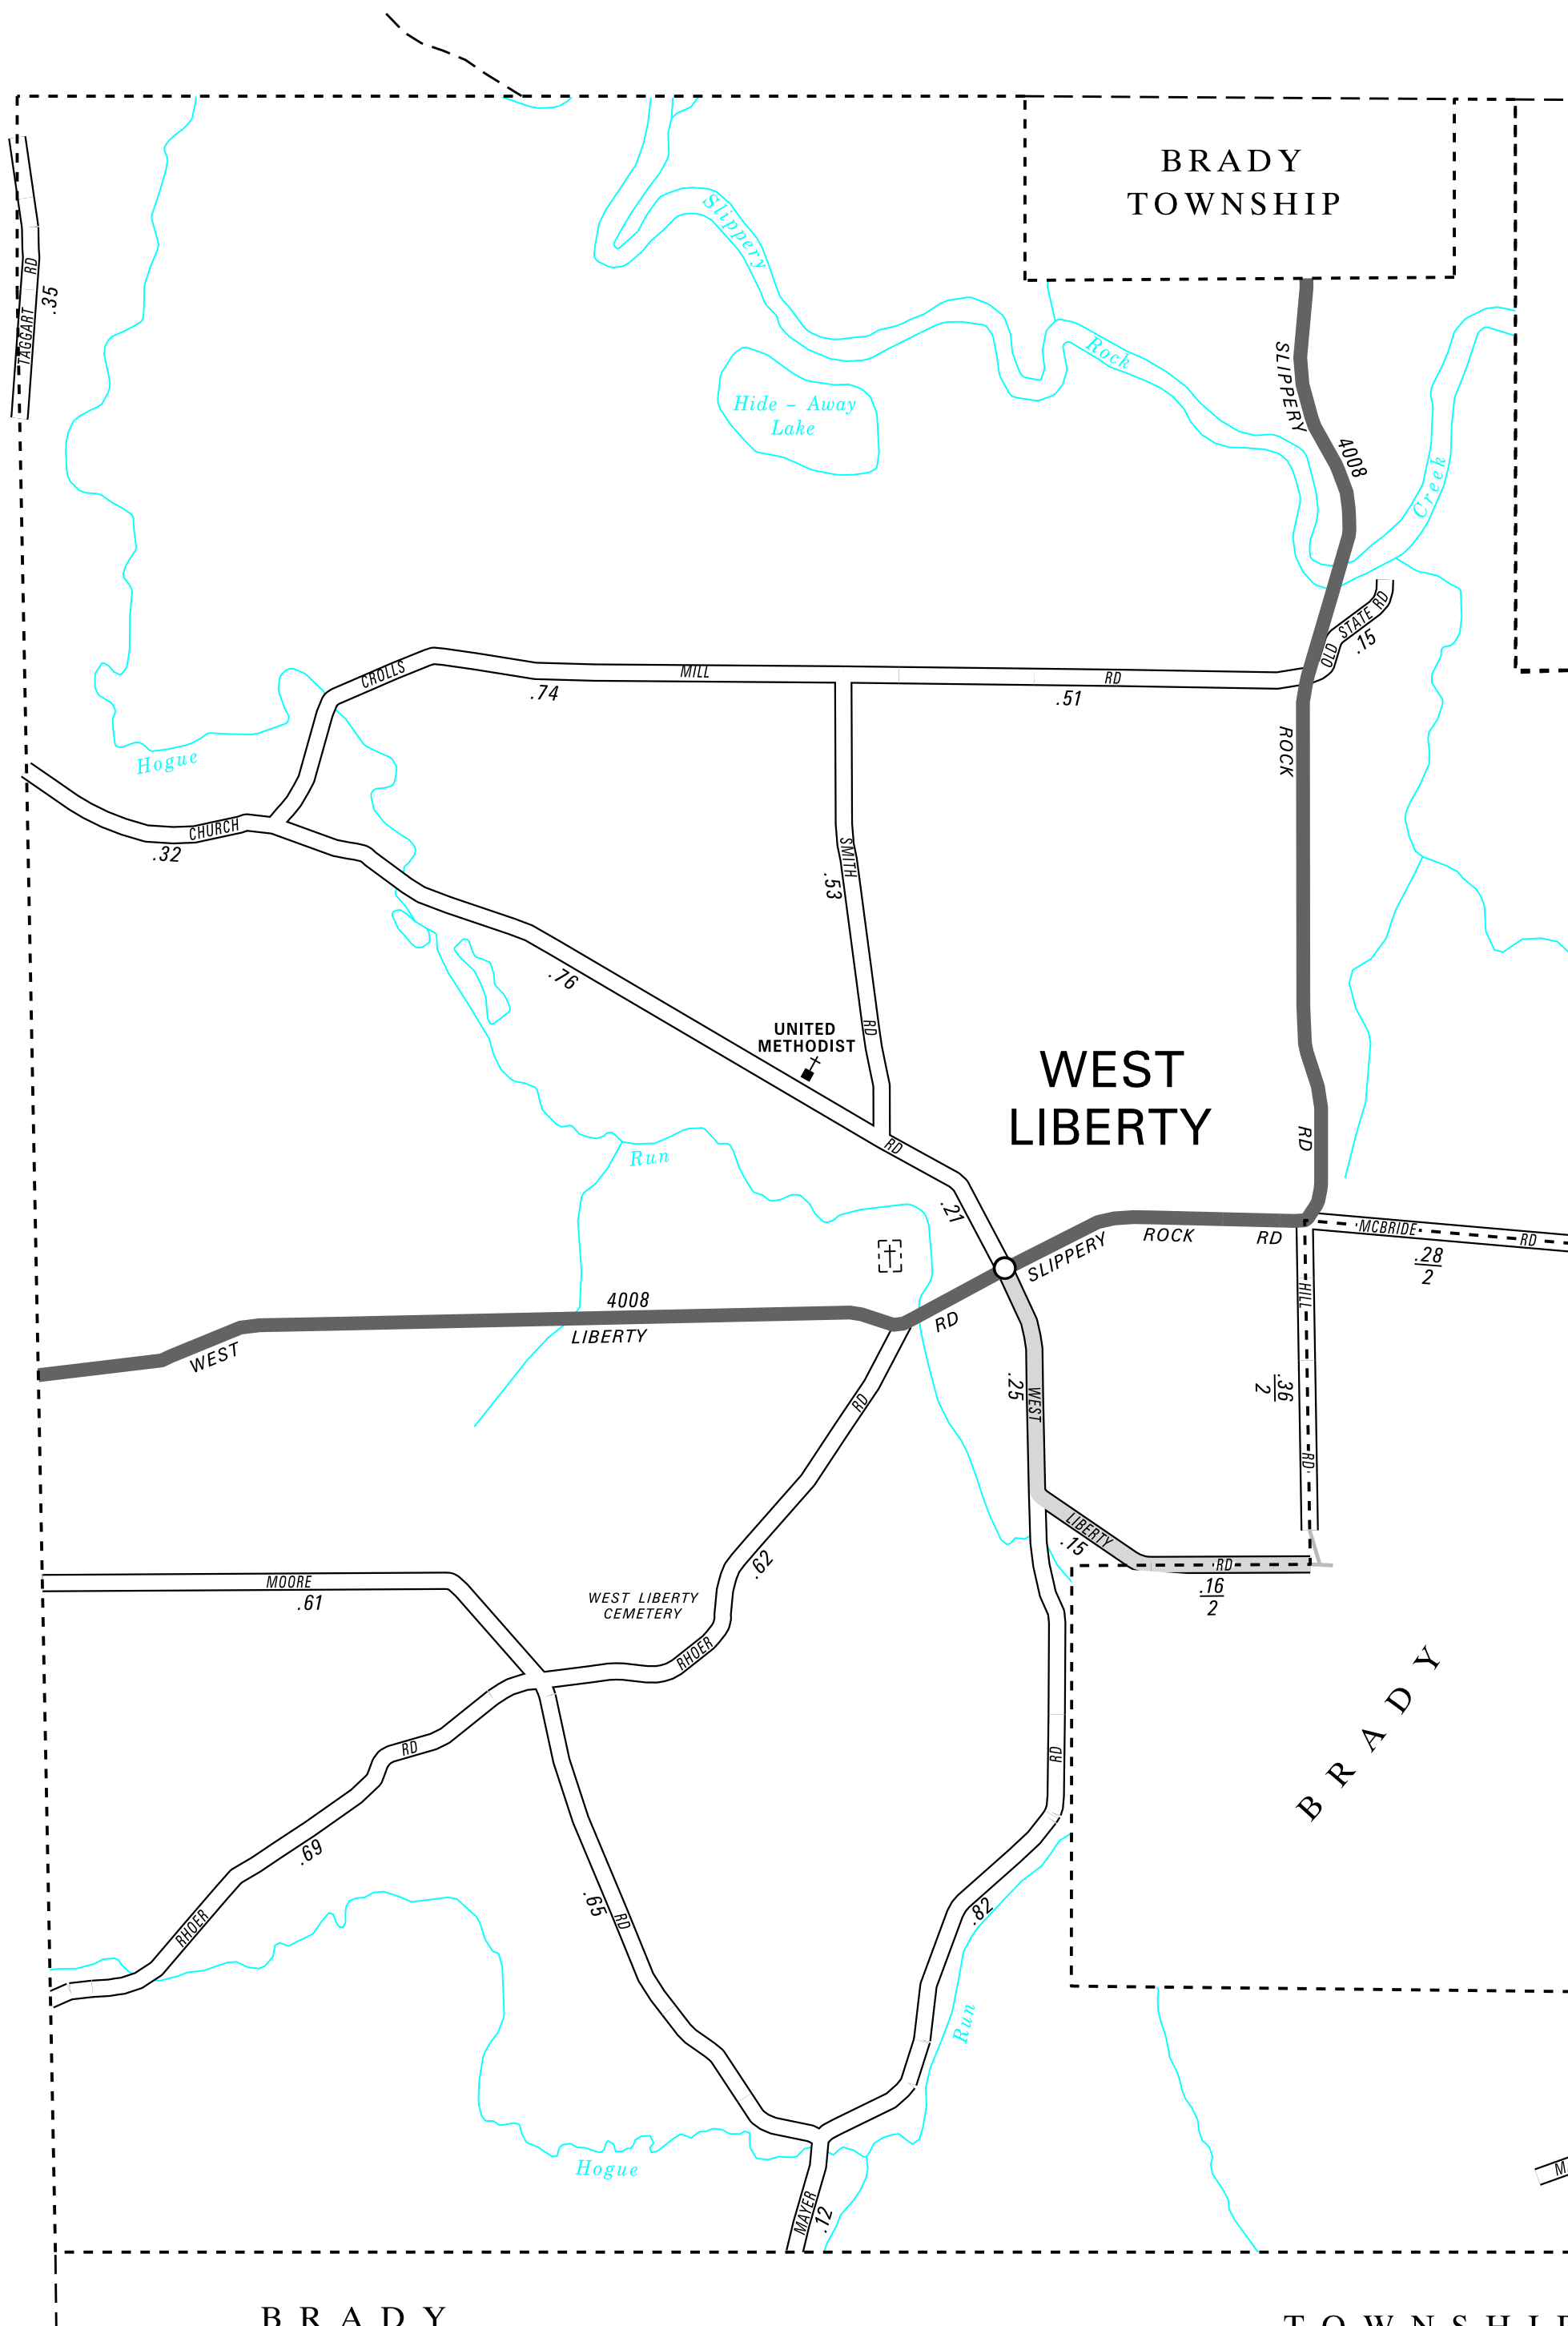 BRADY
TOWNSHIP
Slippery
RD
TAGGART
.35
Rock
SLIPPERY
Hide – Away
Lake
4008
Creek
OLD STATE RD
.15
CROLLS
MILL
RD
.74
.51
ROCK
Hogue
CHURCH
.32
SMITH
.53
.76
UNITED
METHODIST
RD
WEST
LIBERTY
RD
RD
Run
.21
SLIPPERY
ROCK
RD
MCBRIDE
RD
.28
2
4008
LIBERTY
WEST
RD
HILL
.25
WEST
.36
2
RD
RD
LIBERTY
.15
RD
.16
2
MOORE
.61
.62
WEST LIBERTY
CEMETERY
RHOER
BRADY
RD
RD
.69
RHOER
.65
RD
.82
Run
Hogue
M
MAYER
.12
BRADY
TOWNSHIP